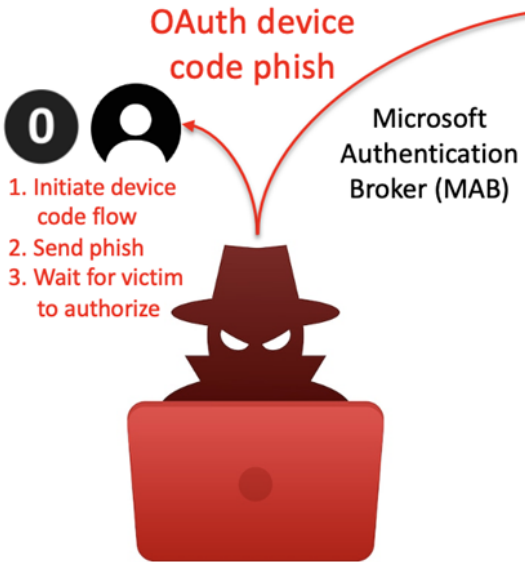 OAuth device
code phish
0
Microsoft
Authentication
Broker (MAB)
1. Initiate device
code flow
2. Send phish
3. Wait for victim
to authorize